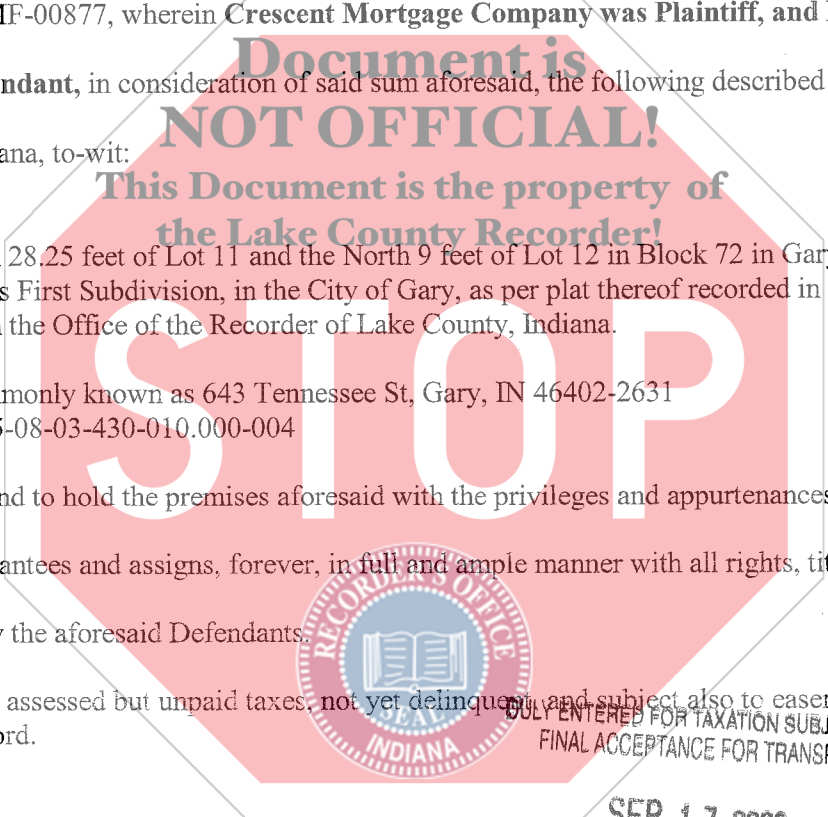 MF-00877, wherein Crescent Mortgage Company was Plaintiff, and
Document is
ndant, in consideration of said sum aforesaid, the following described
NOT OFFICIAL!
ana, to-wit:
This Document is the property of
the Lake County Recorder!
28.25 feet of Lot 11 and the North 9 feet of Lot 12 in Block 72 in Gary
s First Subdivision, in the City of Gary, as per plat thereof recorded in
the Office of the Recorder of Lake County, Indiana.
STOP
monly known as 643 Tennessee St, Gary, IN 46402-2631
5-08-03-430-010.000-004
nd to hold the premises aforesaid with the privileges and appurtenances
antees and assigns, forever, in full and ample manner with all rights, tit
RECORDER'S OFFICE
y the aforesaid Defendants.
assessed but unpaid taxes, not yet delinquent, and subject also to easem
SEAL
DULY ENTERED FOR TAXATION SUBJ
ord.
INDIANA
FINAL ACCEPTANCE FOR TRANSF
SEP 17